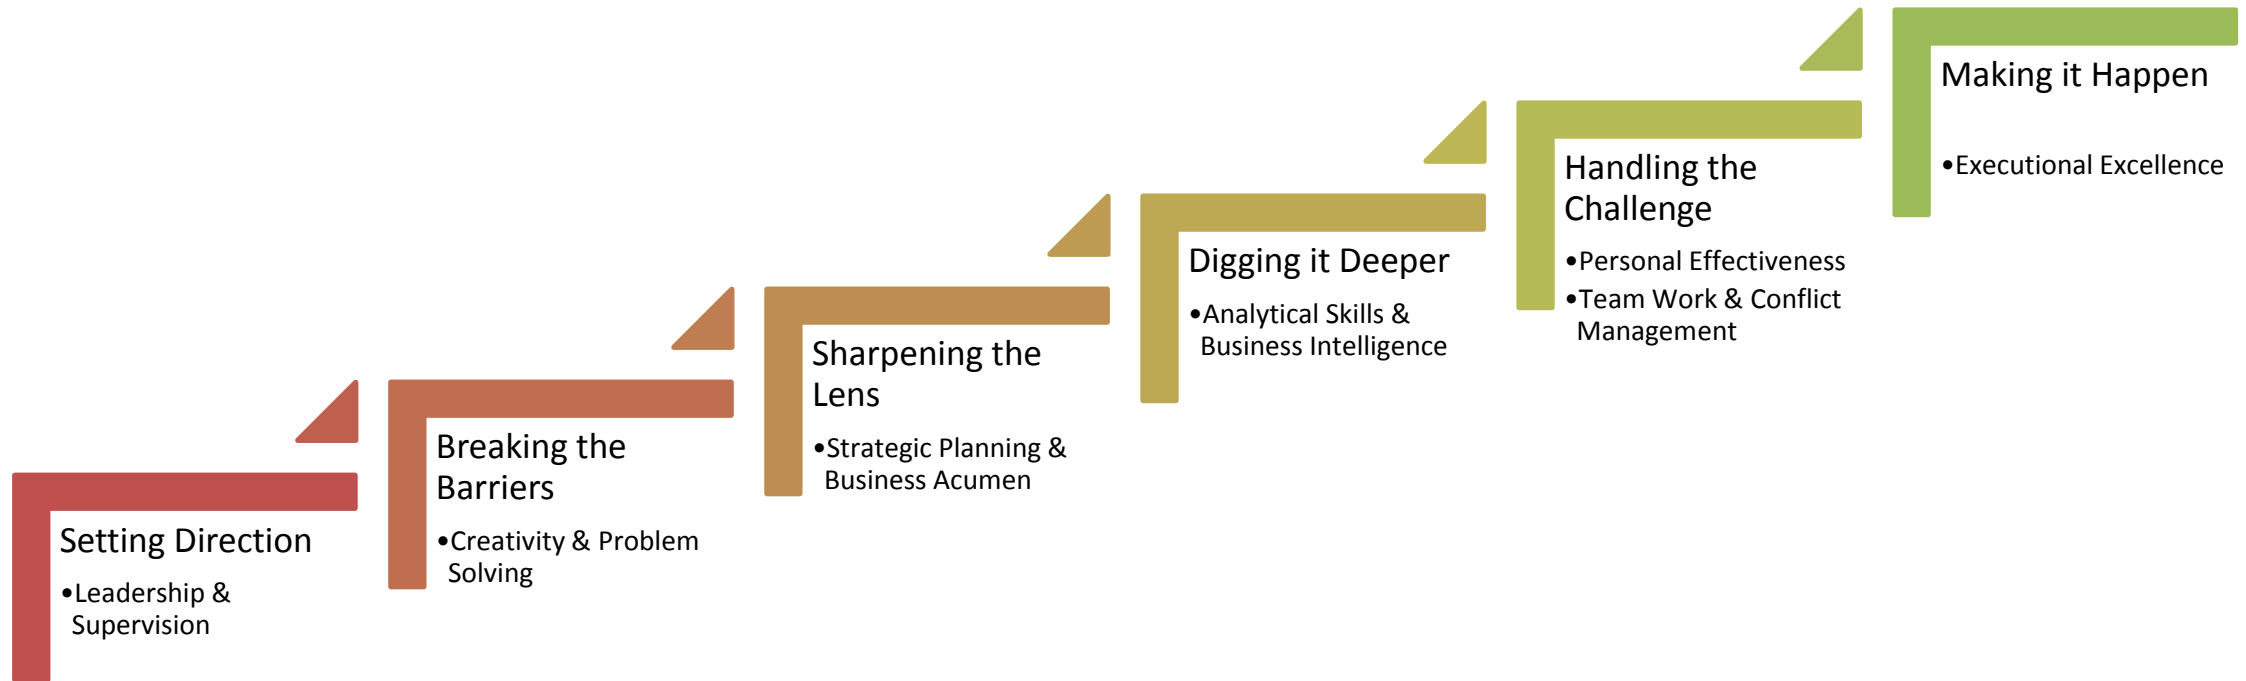 Setting Direction
•Leadership &
Supervision
Breaking the
Barriers
•Creativity & Problem
Solving
Sharpening the
Lens
•Strategic Planning &
Business Acumen
Digging it Deeper
•Analytical Skills &
Business Intelligence
Handling the
Challenge
•Personal Effectiveness
•Team Work & Conflict
Management
Making it Happen
•Executional Excellence